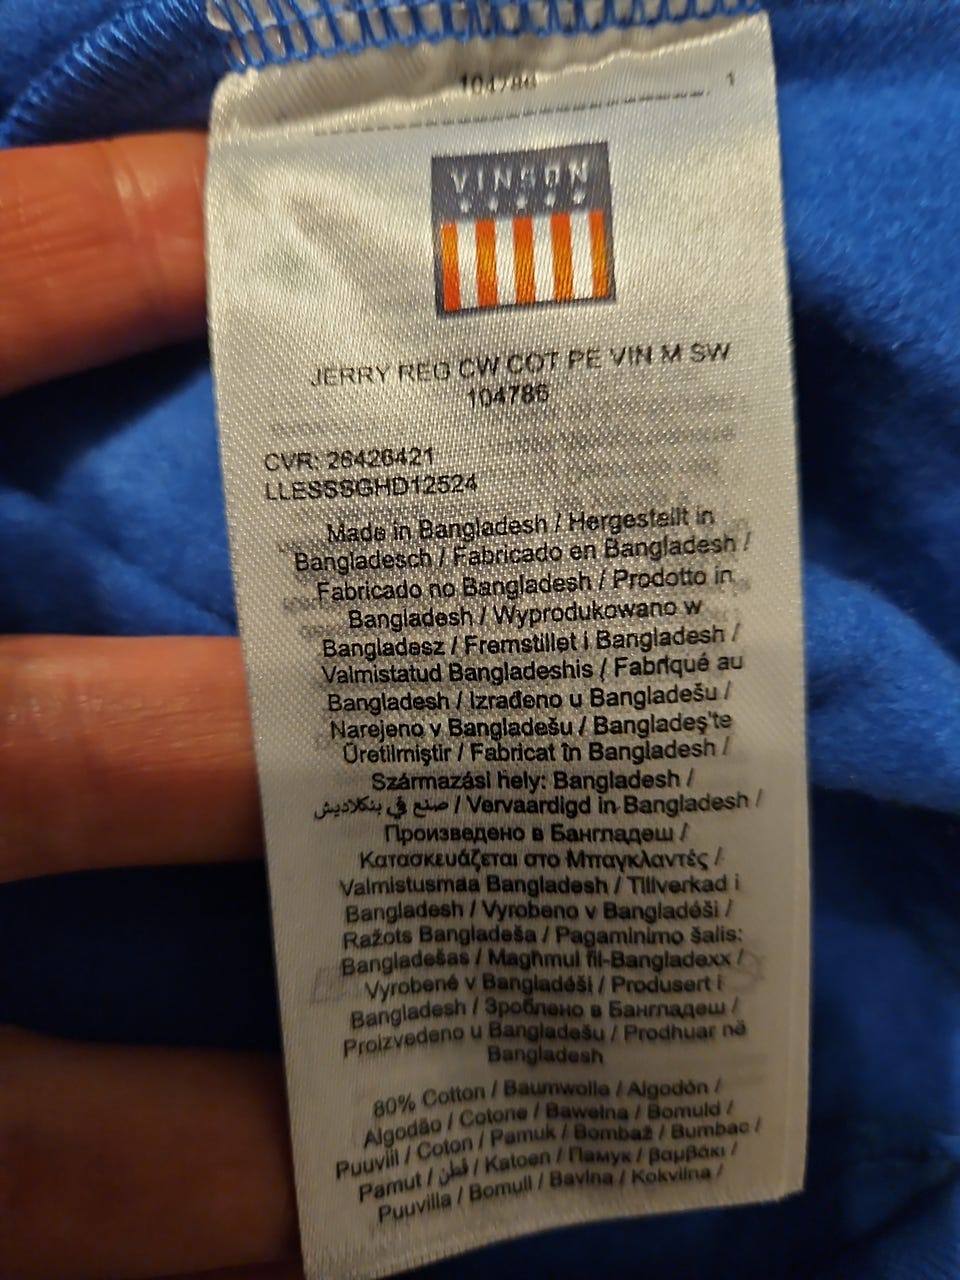 104786 1
VINSON
JERRY REG CW COT PE VIN M SW
104786
CVR: 26426421
LLESSSGHD12524
Made in Bangladesh / Hergestellt in
Bangladesch / Fabricado en Bangladesh /
Fabricado no Bangladesh / Prodotto in
Bangladesh / Wyprodukowano w
Bangladesz / Fremstillet i Bangladesh /
Valmistatud Bangladeshis / Fabriqué au
Bangladesh / Izrađeno u Bangladešu /
Narejeno v Bangladešu / Bangladeş'te
Üretilmiştir / Fabricat în Bangladesh /
Származási hely: Bangladesh /
صنع في بنكلاديش / Vervaardigd in Bangladesh /
Произведено в Бангладеш /
Κατασκευάζεται στο Μπαγκλαντές /
Valmistusmaa Bangladesh / Tillverkad i
Bangladesh / Vyrobeno v Bangladéši /
Ražots Bangladeša / Pagaminimo šalis:
Bangladešas / Maghmul fil-Bangladexx /
Vyrobené v Bangladéši / Produsert i
Bangladesh / Зроблено в Бангладеш /
Proizvedeno u Bangladešu / Prodhuar në
Bangladesh
80% Cotton / Baumwolle / Algodón /
Algodão / Cotone / Bawełna / Bomuld /
Puuvill / Coton / Pamuk / Bombaž / Bumbac /
Pamut / قطن / Katoen / Памук / βαμβάκι /
Puuvilla / Bomull / Bavlna / Kokvilna /